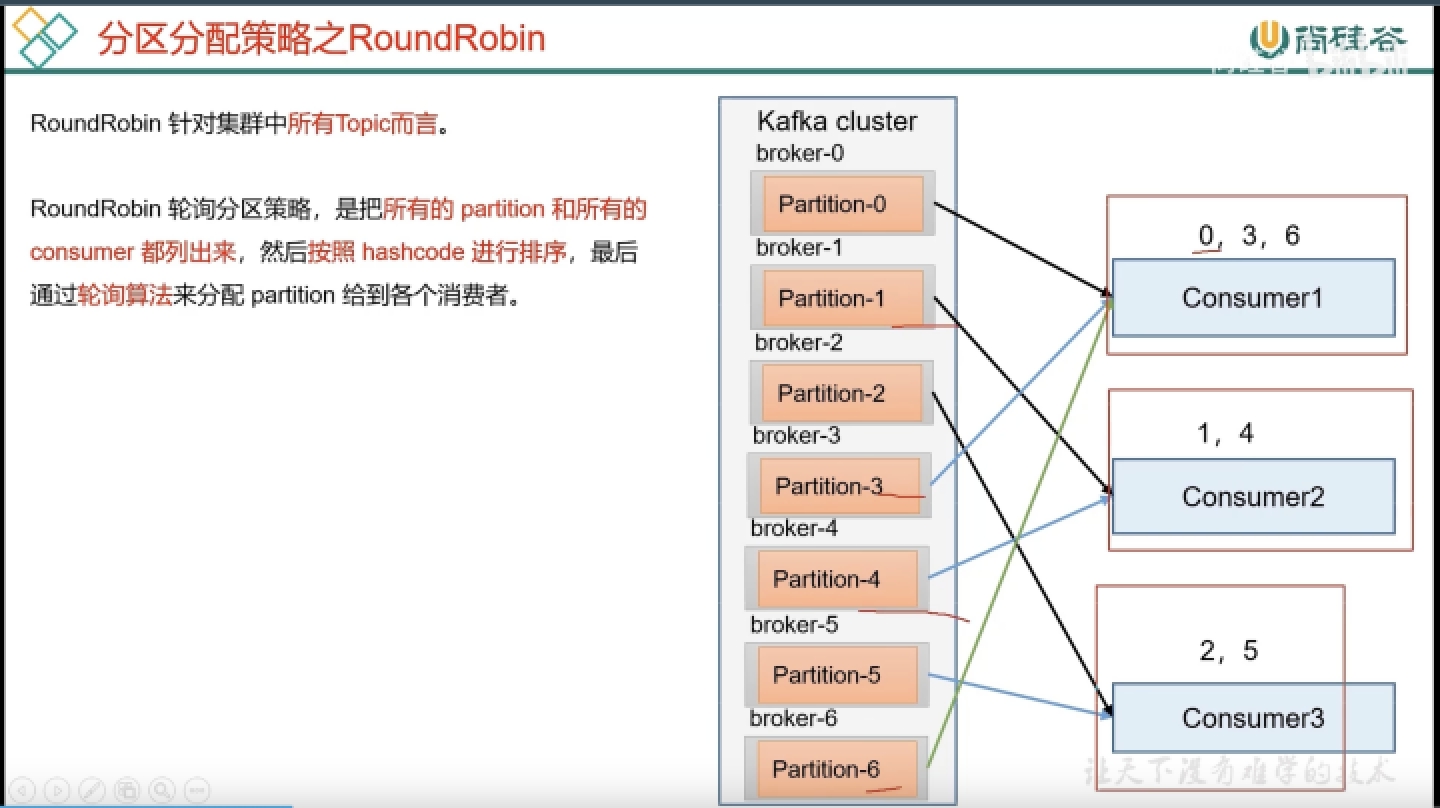 分区分配策略之RoundRobin
尚硅谷
RoundRobin 针对集群中所有Topic而言。
RoundRobin 轮询分区策略，是把所有的 partition 和所有的
consumer 都列出来，然后按照 hashcode 进行排序，最后
通过轮询算法来分配 partition 给到各个消费者。
Kafka cluster
broker-0
Partition-0
broker-1
Partition-1
broker-2
Partition-2
broker-3
Partition-3
broker-4
Partition-4
broker-5
Partition-5
broker-6
Partition-6
0，3，6
Consumer1
1，4
Consumer2
2，5
Consumer3
让天下没有难学的技术